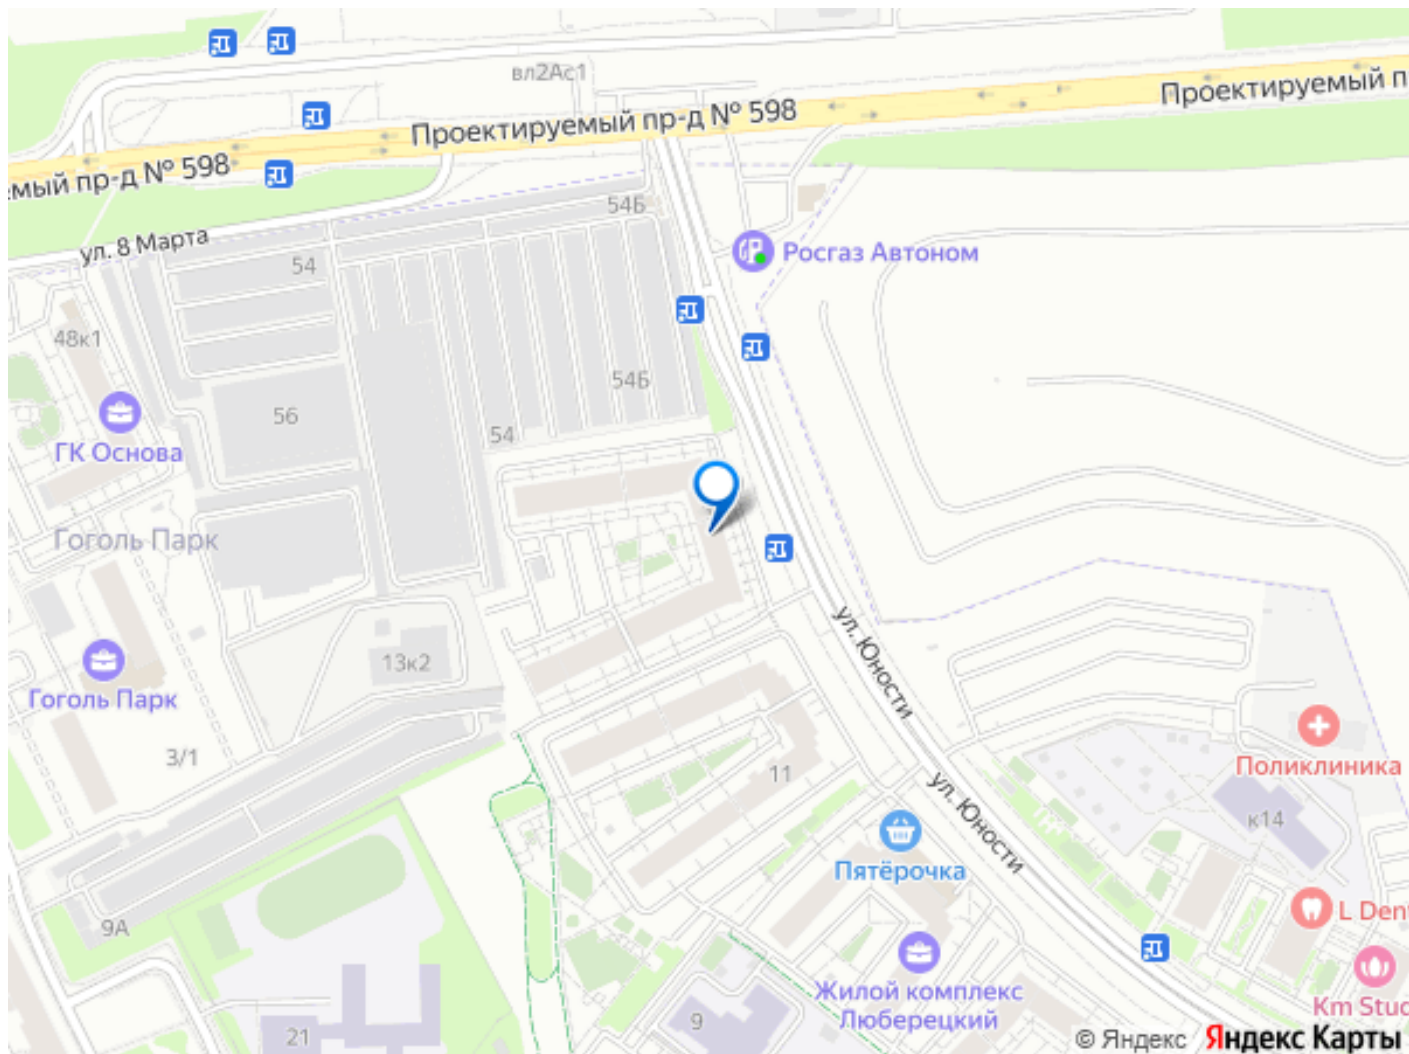 вл2Ас1
Проектируемый п
Проектируемый пр-д № 598
емый пр-д № 598
54Б
ул. 8 Марта
Росгаз Автоном
54
48к1
54Б
56
54
ГК Основа
Гоголь Парк
ул. Юности
13к2
Гоголь Парк
3/1
11
Поликлиника
ул. Юности
к14
Пятёрочка
L Dent
9А
Жилой комплекс
Люберецкий
Km Stud
9
21
© Яндекс Яндекс Карты